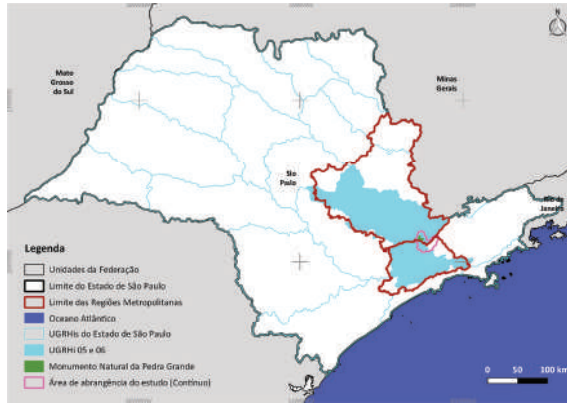 N
Mato
Grosso
do Sul
Minas
Gerais
São
Paulo
Rio de
Janeiro
Legenda
Unidades da Federação
Limite do Estado de São Paulo
Limite das Regiões Metropolitanas
Oceano Atlântico
UGRHis do Estado de São Paulo
UGRHi 05 e 06
Monumento Natural da Pedra Grande
Área de abrangência do estudo (Contínuo)
0 50 100 km